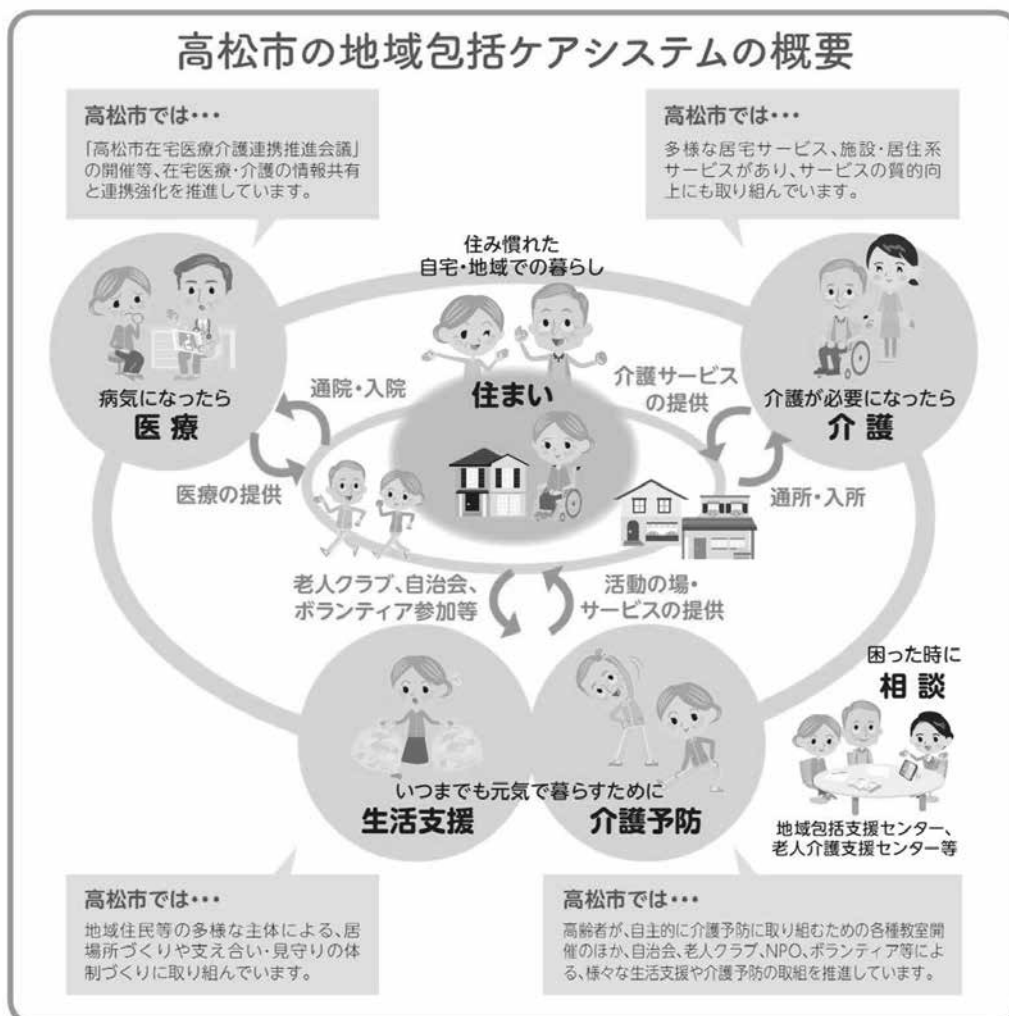 高松市の地域包括ケアシステムの概要
高松市では･･･
「高松市在宅医療介護連携推進会議」
の開催等、在宅医療・介護の情報共有
と連携強化を推進しています。
高松市では･･･
多様な居宅サービス、施設・居住系
サービスがあり、サービスの質的向
上にも取り組んでいます。
住み慣れた
自宅・地域での暮らし
病気になったら
医療
通院・入院
住まい
介護サービス
の提供
介護が必要になったら
介護
医療の提供
通所・入所
老人クラブ、自治会、
ボランティア参加等
活動の場・
サービスの提供
困った時に
相談
いつまでも元気で暮らすために
生活支援
介護予防
地域包括支援センター、
老人介護支援センター等
高松市では･･･
地域住民等の多様な主体による、居
場所づくりや支え合い・見守りの体
制づくりに取り組んでいます。
高松市では･･･
高齢者が、自主的に介護予防に取り組むための各種教室開
催のほか、自治会、老人クラブ、NPO、ボランティア等によ
る、様々な生活支援や介護予防の取組を推進しています。